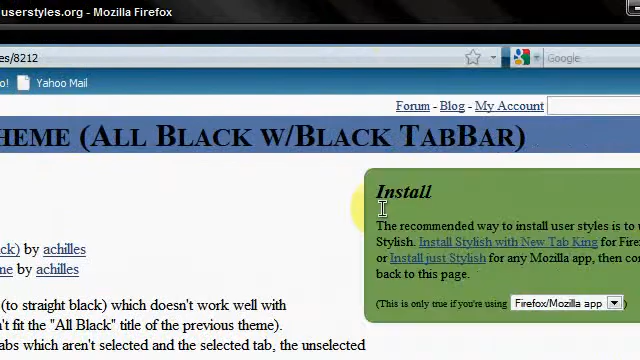 userstyles.org - Mozilla Firefox
es/8212
Google
o! Yahoo Mail
Forum - Blog - My Account
HEME (ALL BLACK W/BLACK TABBAR)
Install
The recommended way to install user styles is to u
Stylish. Install Stylish with New Tab King for Fire
or Install just Stylish for any Mozilla app, then co
back to this page.
(This is only true if you're using Firefox/Mozilla app )
ck) by achilles
me by achilles
(to straight black) which doesn't work well with
n't fit the "All Black" title of the previous theme).
abs which aren't selected and the selected tab, the unselected